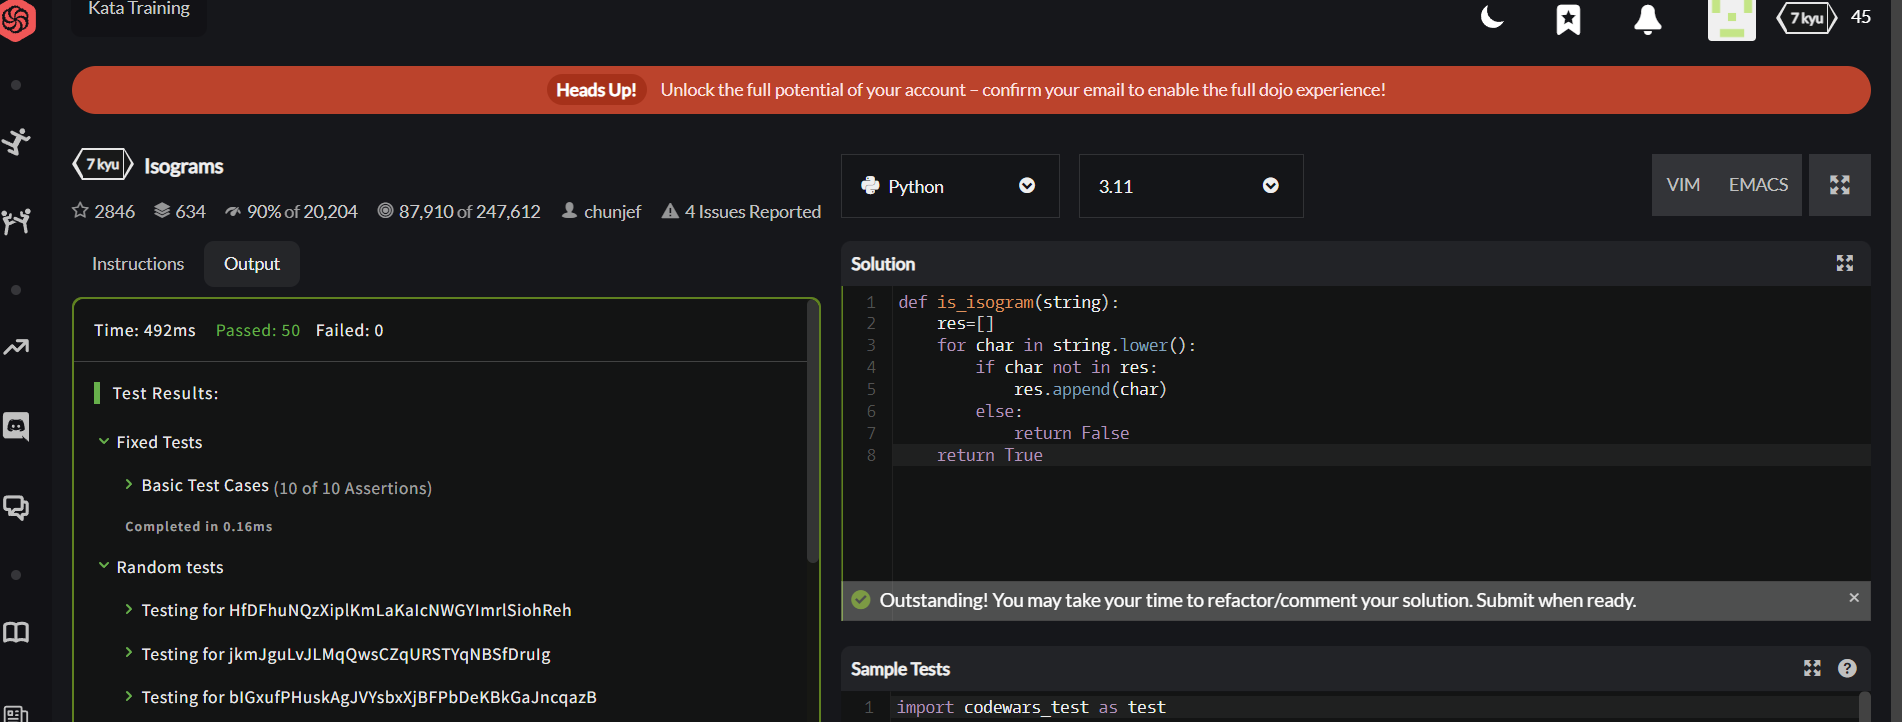 Kata Training
7 kyu 45
Heads Up! Unlock the full potential of your account – confirm your email to enable the full dojo experience!
7 kyu Isograms
2846 634 90% of 20,204 87,910 of 247,612 chunjef 4 Issues Reported
Python
3.11
VIM EMACS
Instructions Output
Time: 492ms Passed: 50 Failed: 0
Test Results:
Fixed Tests
Basic Test Cases (10 of 10 Assertions)
Completed in 0.16ms
Random tests
Testing for HfDFhuNQzXiplKmLaKaIcNWGYImrlSiohReh
Testing for jkmJguLvJLMqQwsCZqURSTYqNBSfDruIg
Testing for bIGxufPHuskAgJVYsbxXjBFPbDeKBkGaJncqazB
Solution
1 def is_isogram(string):
2     res=[]
3     for char in string.lower():
4         if char not in res:
5             res.append(char)
6         else:
7             return False
8     return True
Outstanding! You may take your time to refactor/comment your solution. Submit when ready.
Sample Tests
1 import codewars_test as test